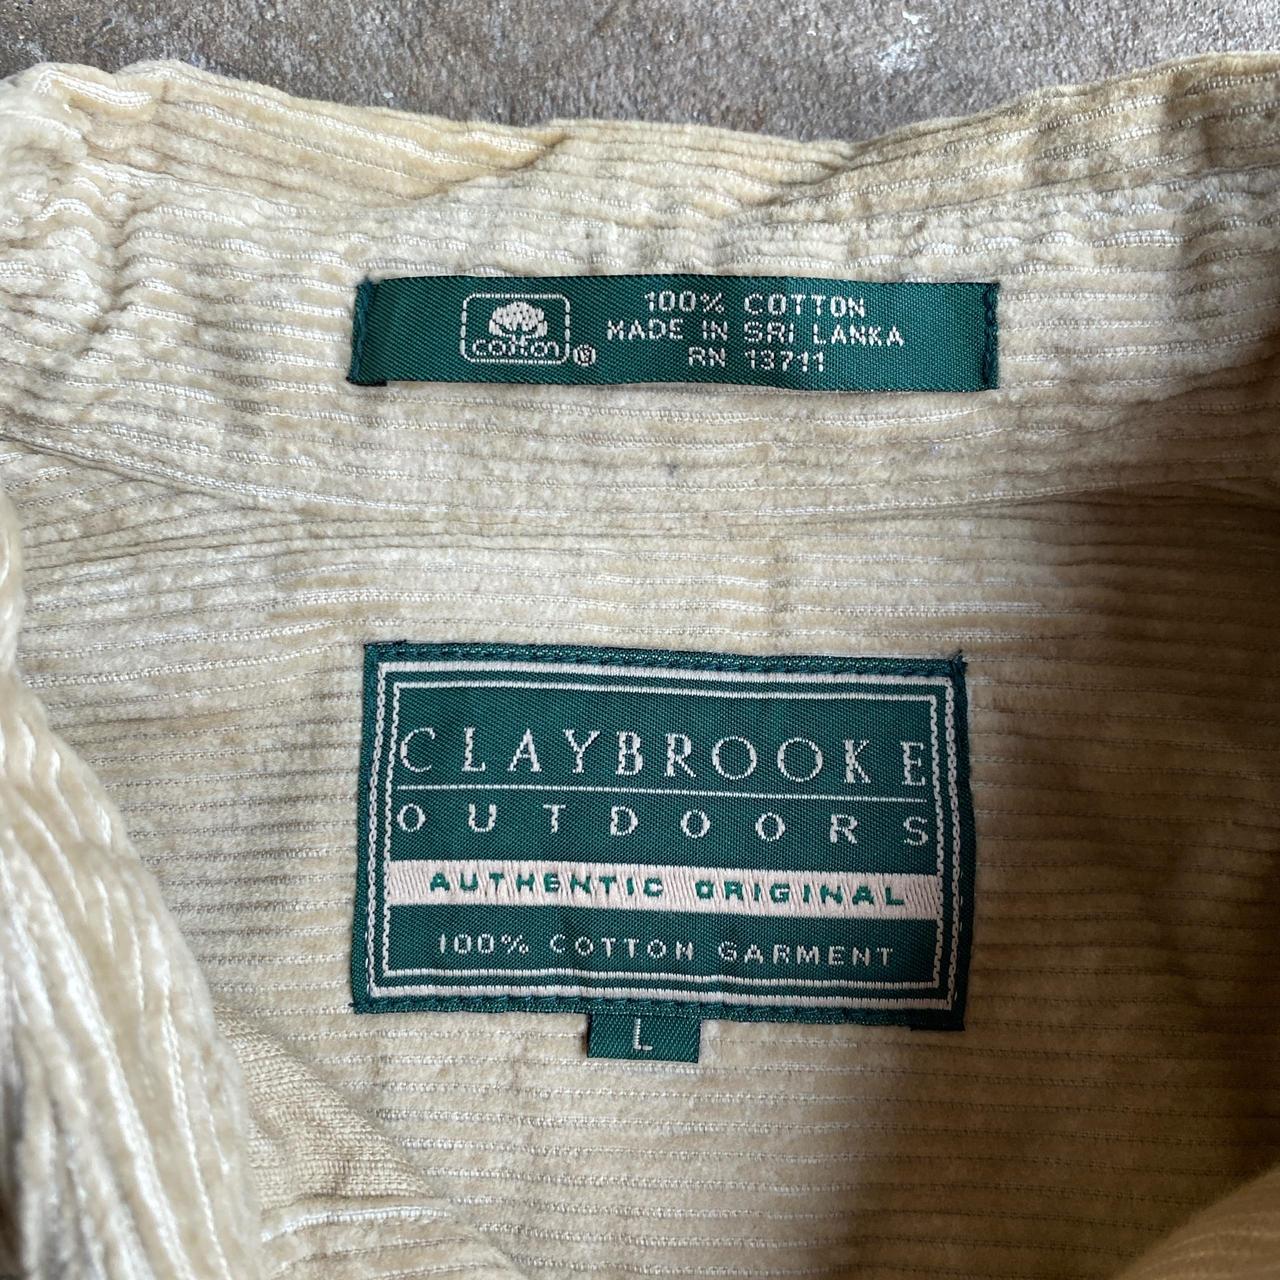 cotton®
100% COTTON
MADE IN SRI LANKA
RN 13711
CLAYBROOKE
OUTDOORS
AUTHENTIC ORIGINAL
100% COTTON GARMENT
L